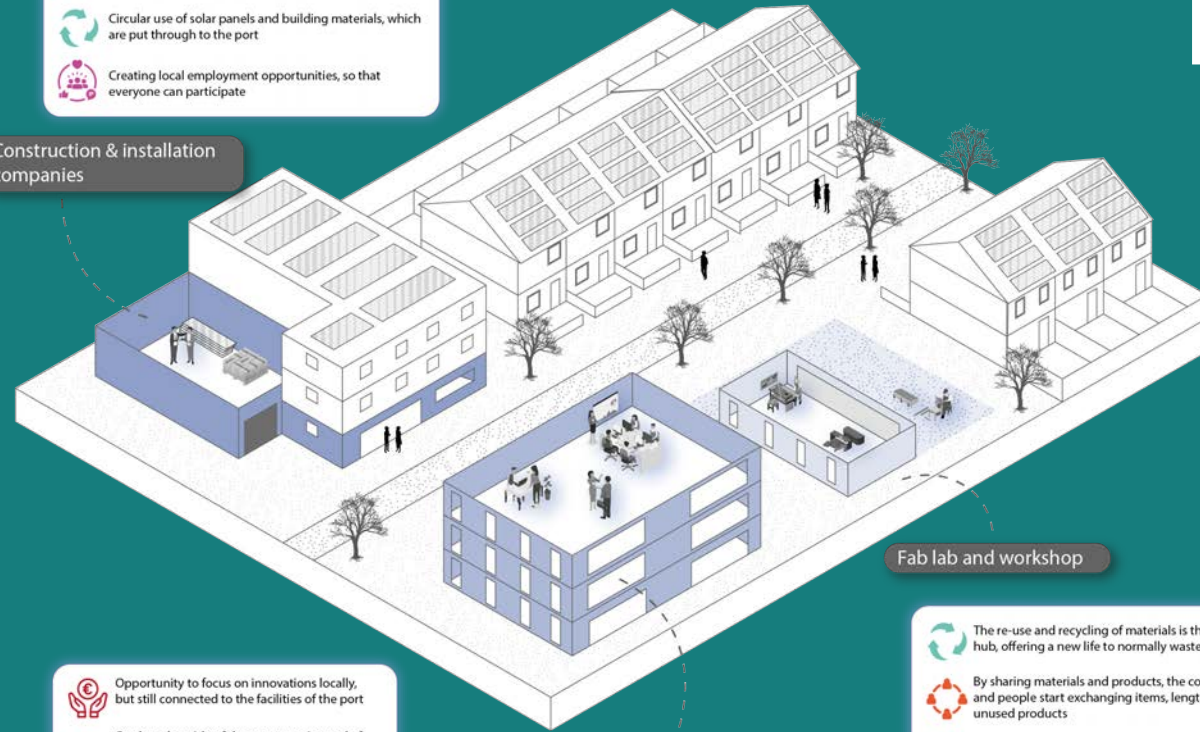 Circular use of solar panels and building materials, which
are put through to the port
Creating local employment opportunities, so that
everyone can participate
Construction & installation
companies
Fab lab and workshop
The re-use and recycling of materials is th
hub, offering a new life to normally waste
By sharing materials and products, the co
and people start exchanging items, length
unused products
Opportunity to focus on innovations locally,
but still connected to the facilities of the port